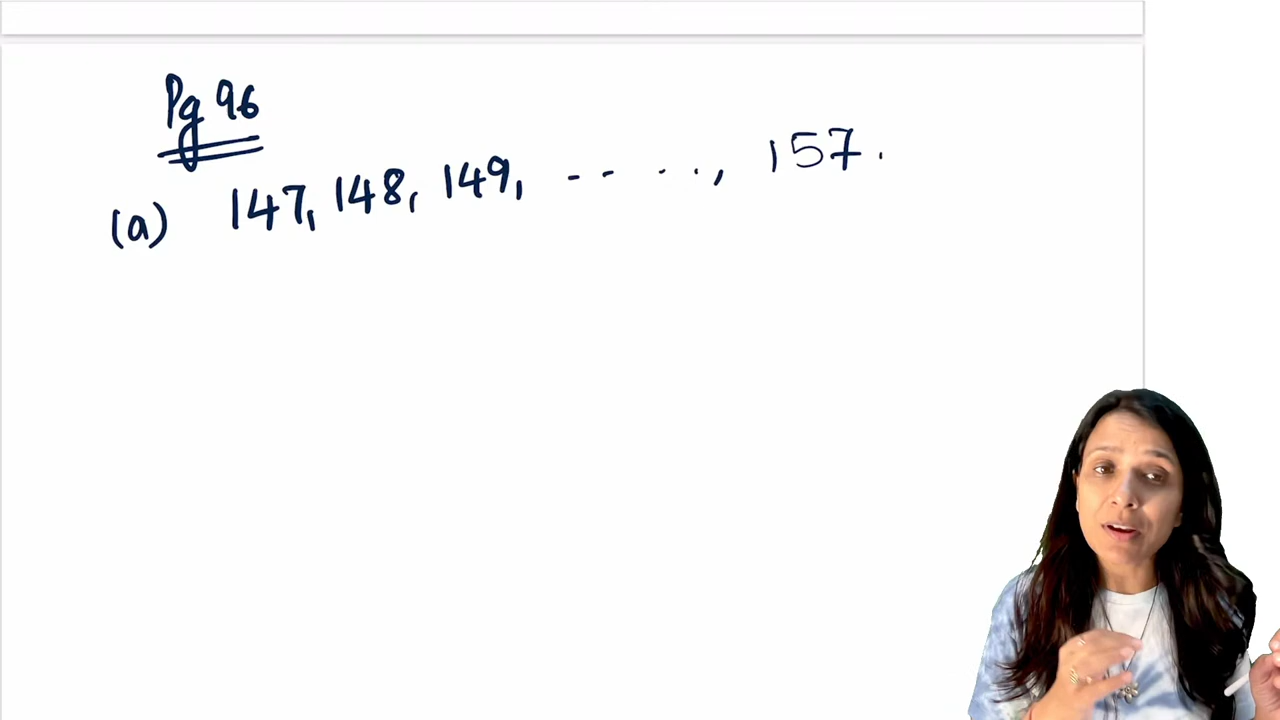 Pg 96
(a) 147, 148, 149, -- ..., 157.